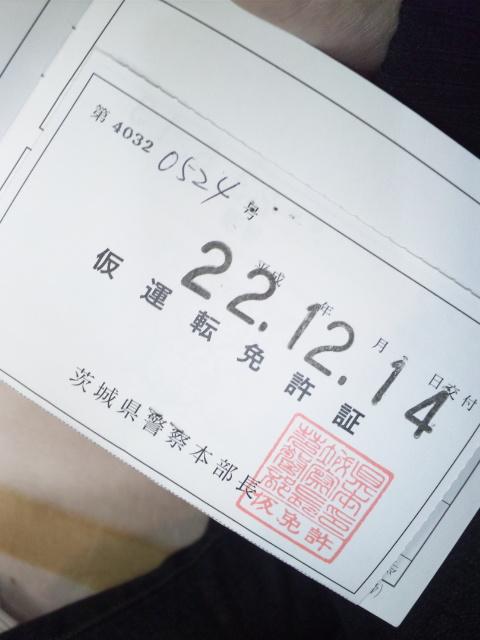 第 4032 0524 号
平成 22 年 12 月 14 日交付
仮運転免許証
茨城県警察本部長
仮免許